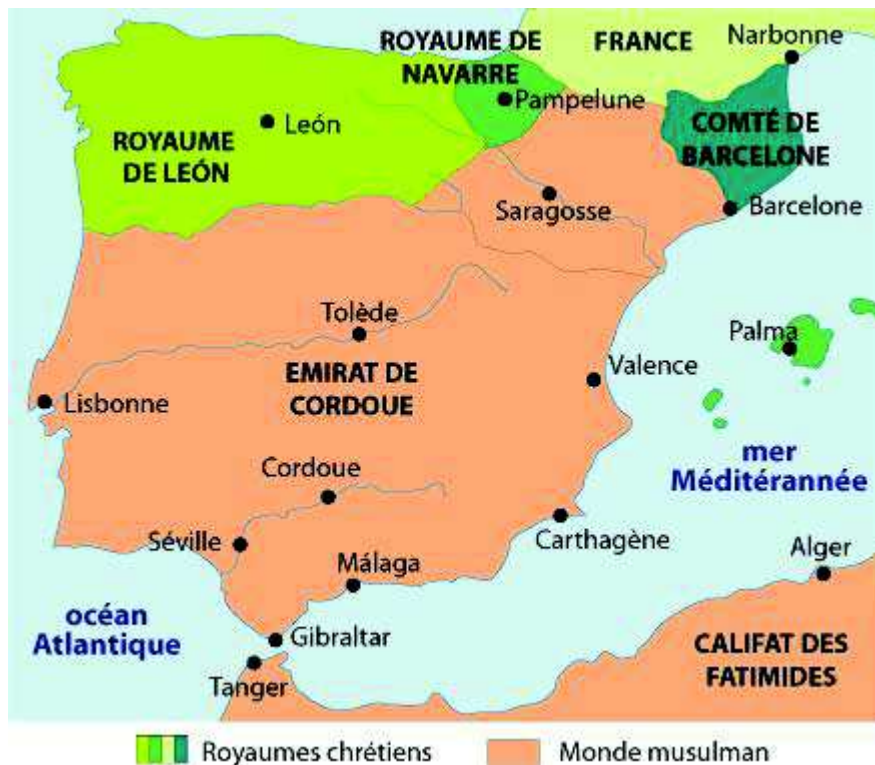 ROYAUME DE
NAVARRE
FRANCE
Narbonne
Pampelune
León
ROYAUME
DE LEÓN
COMTÉ DE
BARCELONE
Saragosse
Barcelone
Tolède
Palma
Valence
EMIRAT DE
CORDOUE
Lisbonne
mer
Méditérannée
Cordoue
Séville
Carthagène
Málaga
Alger
océan
Atlantique
Gibraltar
CALIFAT DES
FATIMIDES
Tanger
Royaumes chrétiens
Monde musulman